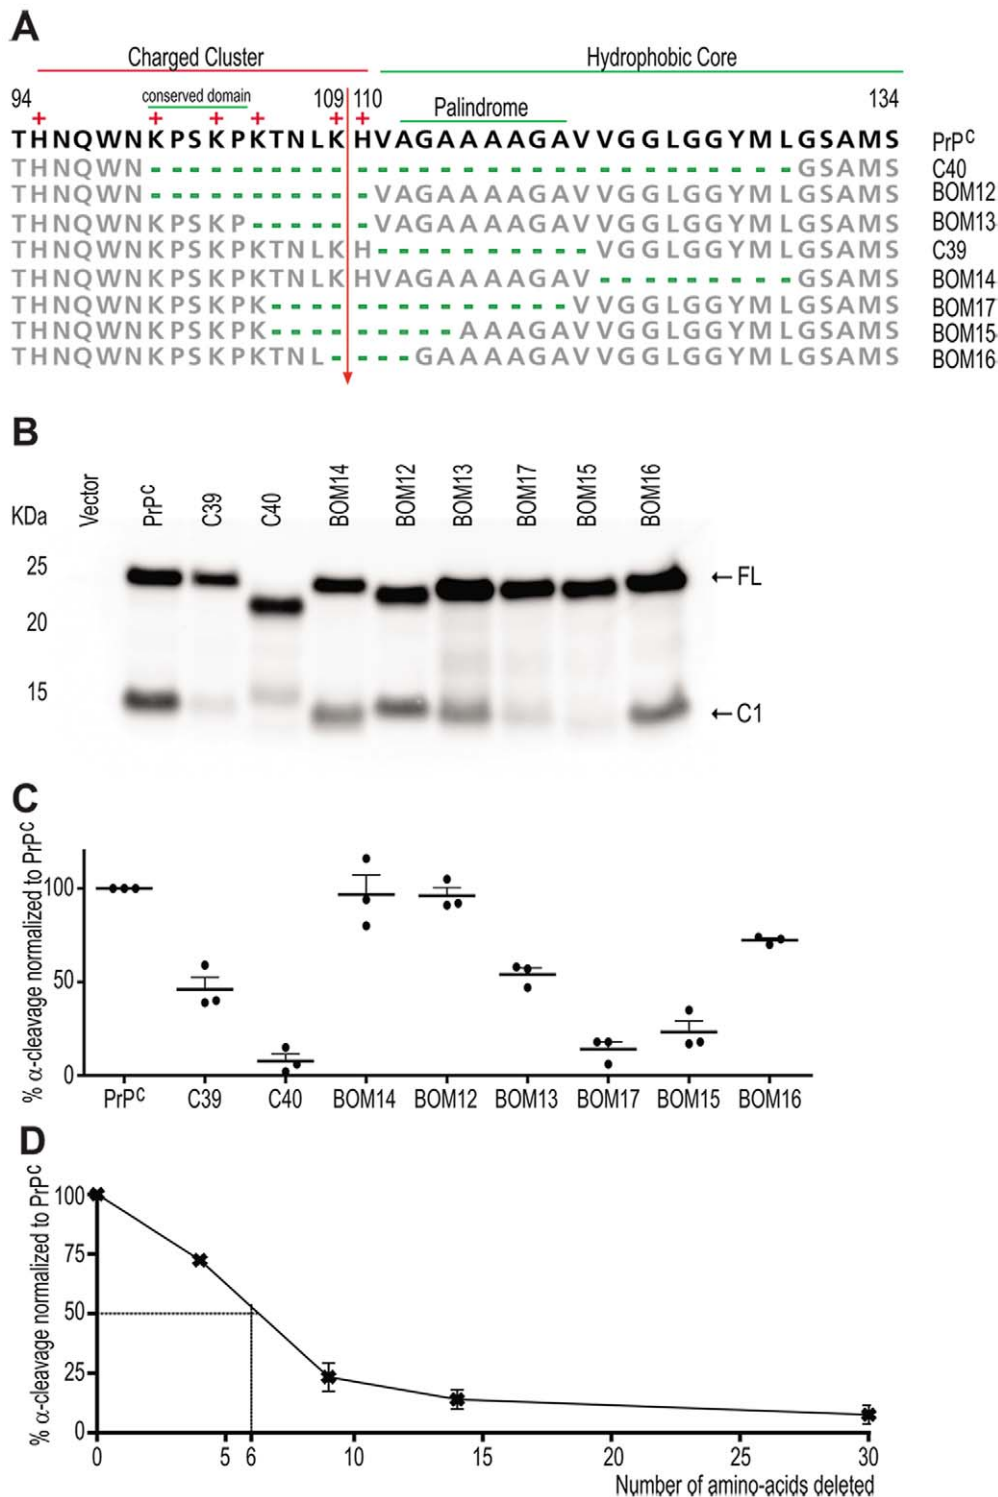 A
Charged Cluster Hydrophobic Core
94 conserved domain 109 110 Palindrome 134
+ + + + + +
THNQWNKPSKPKTNLKHVAGAAAAGAVVGGLGGYMLGSAMS PrPC
THNQWN---------------------------GSAMS C40
THNQWN-----------VAGAAAAGAVVGGLGGYMLGSAMS BOM12
THNQWNKPSKP------VAGAAAAGAVVGGLGGYMLGSAMS BOM13
THNQWNKPSKPKTNLKH---------VGGLGGYMLGSAMS C39
THNQWNKPSKPKTNLKHVAGAAAAGAV---------GSAMS BOM14
THNQWNKPSKPK--------------VVGGLGGYMLGSAMS BOM17
THNQWNKPSKPK---------AAAGAVVGGLGGYMLGSAMS BOM15
THNQWNKPSKPKTNL----GAAAAGAVVGGLGGYMLGSAMS BOM16
B
KDa Vector PrPC C39 C40 BOM14 BOM12 BOM13 BOM17 BOM15 BOM16
25 ←FL
20
15 ←C1
C
% α-cleavage normalized to PrPC
100
50
0
PrPC C39 C40 BOM14 BOM12 BOM13 BOM17 BOM15 BOM16
D
% α-cleavage normalized to PrPC
100
75
50
25
0
0 5 6 10 15 20 25 30
Number of amino-acids deleted